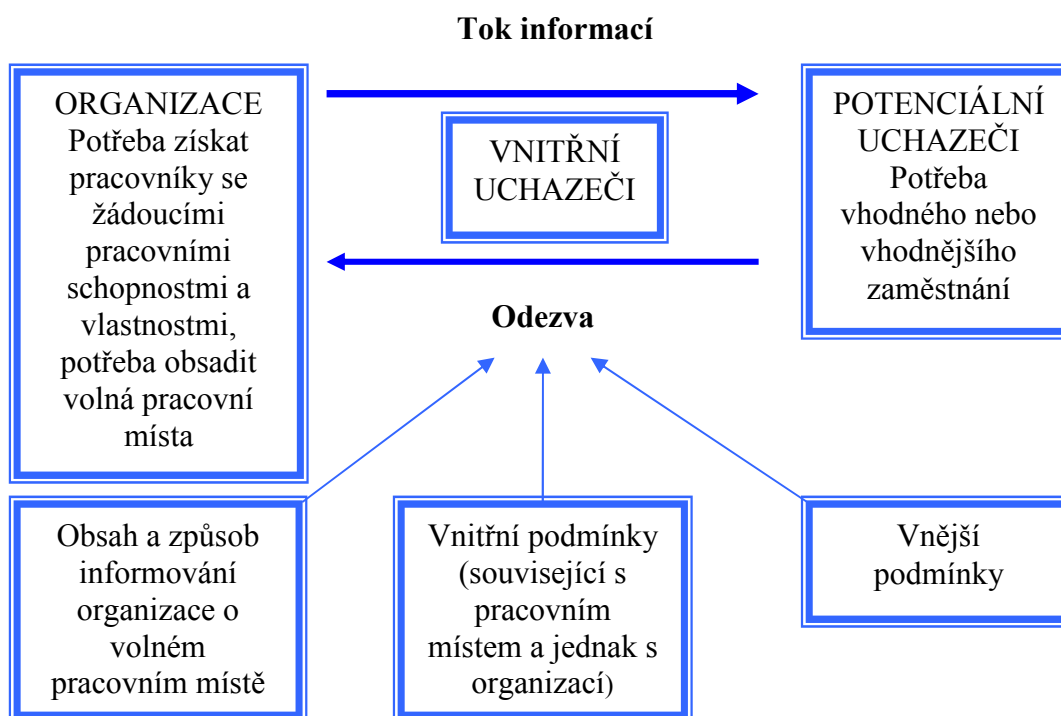 Tok informací
ORGANIZACE
Potřeba získat
pracovníky se
žádoucími
pracovními
schopnostmi a
vlastnostmi,
potřeba obsadit
volná pracovní
místa
VNITŘNÍ
UCHAZEČI
POTENCIÁLNÍ
UCHAZEČI
Potřeba
vhodného nebo
vhodnějšího
zaměstnání
Odezva
Obsah a způsob
informování
organizace o
volném
pracovním místě
Vnitřní podmínky
(související s
pracovním
místem a jednak s
organizací)
Vnější
podmínky